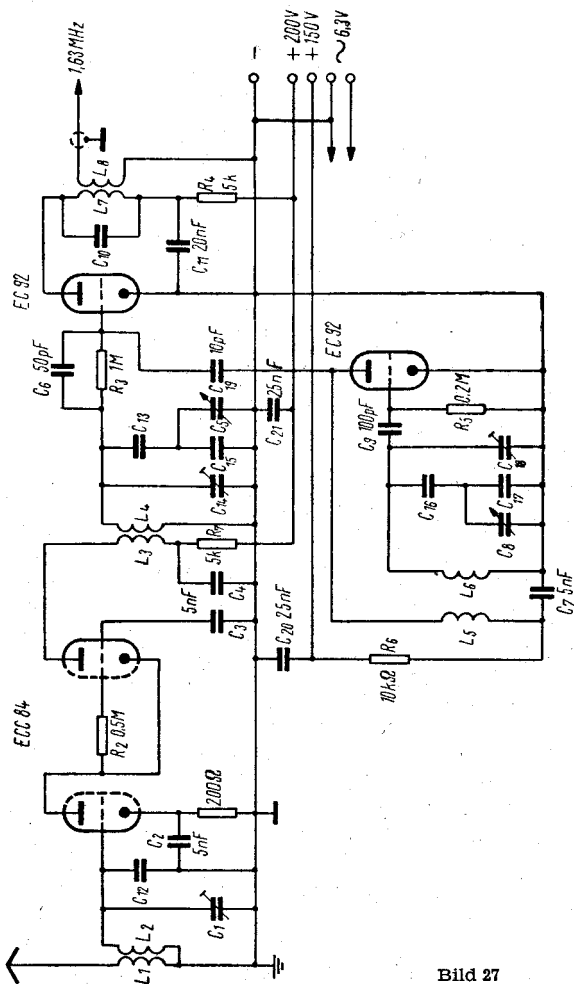 ECC 84
EC 92
1,63 MHz
L1
L2
C1
C12
C2
5nF
200Ω
R2 0,5M
C3
5nF
C4
L3
L4
5k
R7
C20 25nF
C14
C15
C5
C13
C6 50pF
R3 1M
C19
10pF
C21
25nF
C10
L7
L8
C11 20nF
R4
5k
−
+ 200V
+ 150V
~ 6,3V
EC 92
C9 100pF
R5 0,2M
C18
C17
C16
C8
L6
L5
C7 5nF
R6
10kΩ
Bild 27